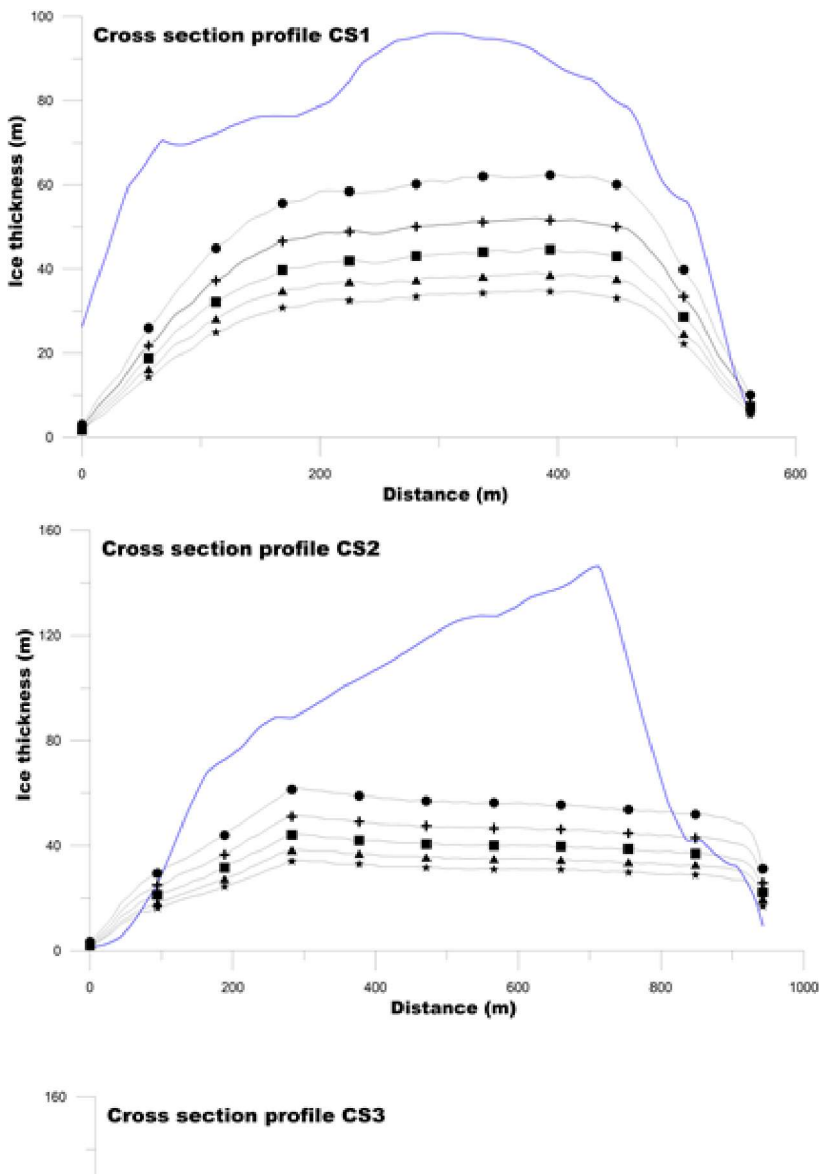 Cross section profile CS1
100
80
60
40
20
0
Ice thickness (m)
0 200 400 600
Distance (m)
Cross section profile CS2
160
120
80
40
0
Ice thickness (m)
0 200 400 600 800 1000
Distance (m)
Cross section profile CS3
160